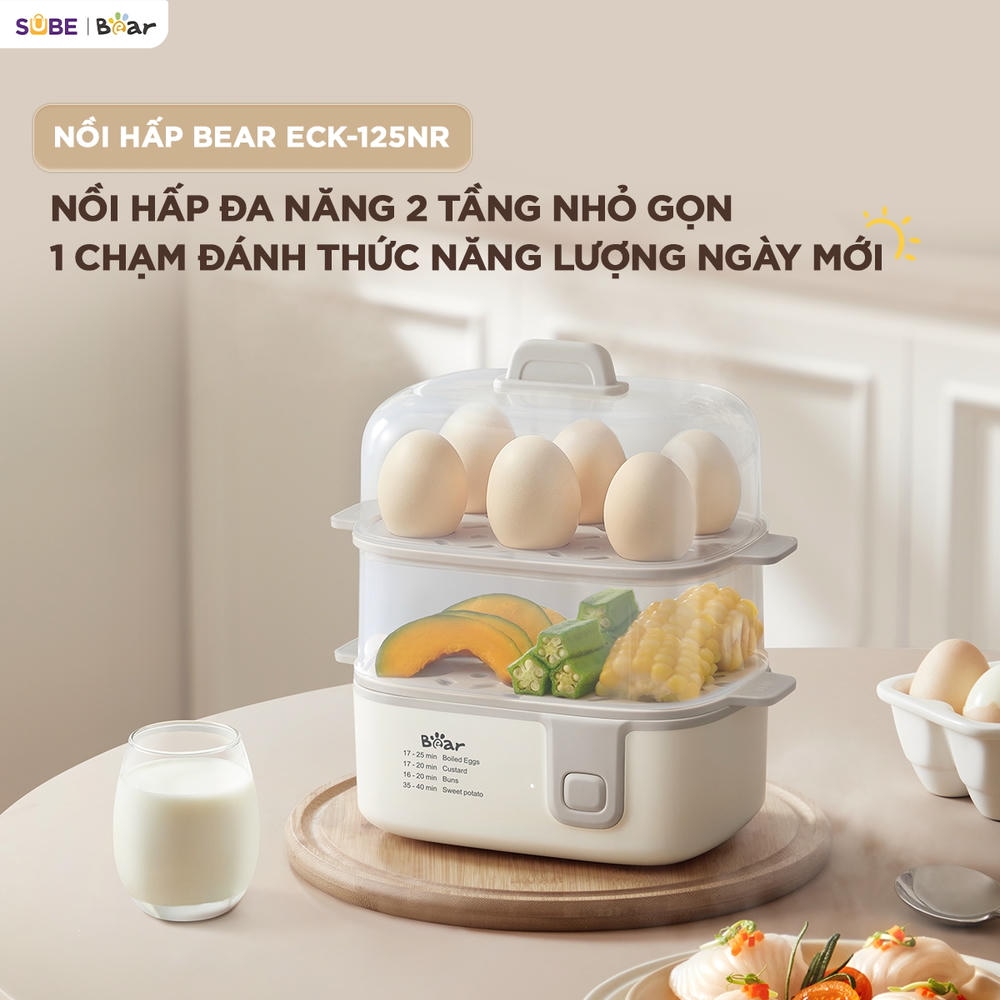 SUBE | Bear
NỒI HẤP BEAR ECK-125NR
NỒI HẤP ĐA NĂNG 2 TẦNG NHỎ GỌN
1 CHẠM ĐÁNH THỨC NĂNG LƯỢNG NGÀY MỚI
Bear
17 - 25 min Boiled Eggs
17 - 20 min Custard
16 - 20 min Buns
35 - 40 min Sweet potato